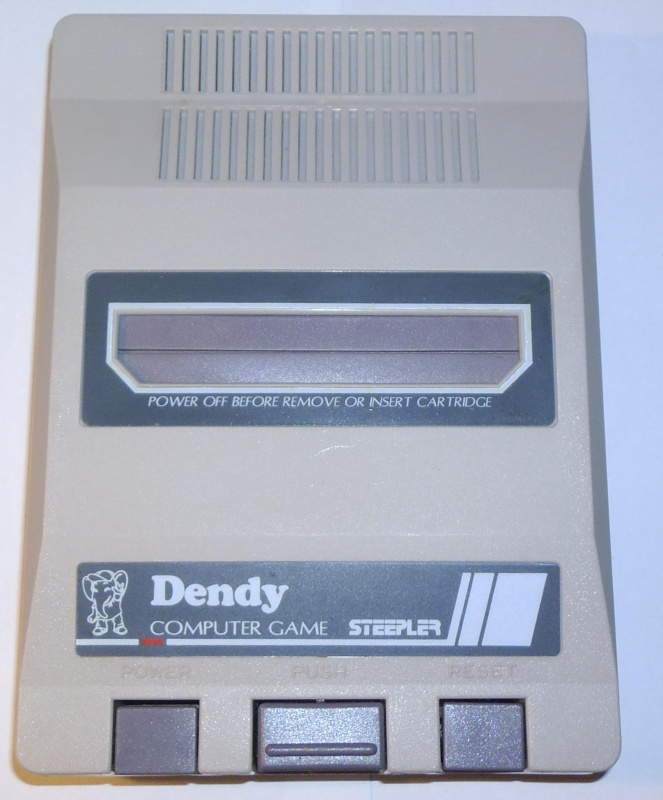 POWER OFF BEFORE REMOVE OR INSERT CARTRIDGE
Dendy
COMPUTER GAME STEEPLER
POWER PUSH RESET